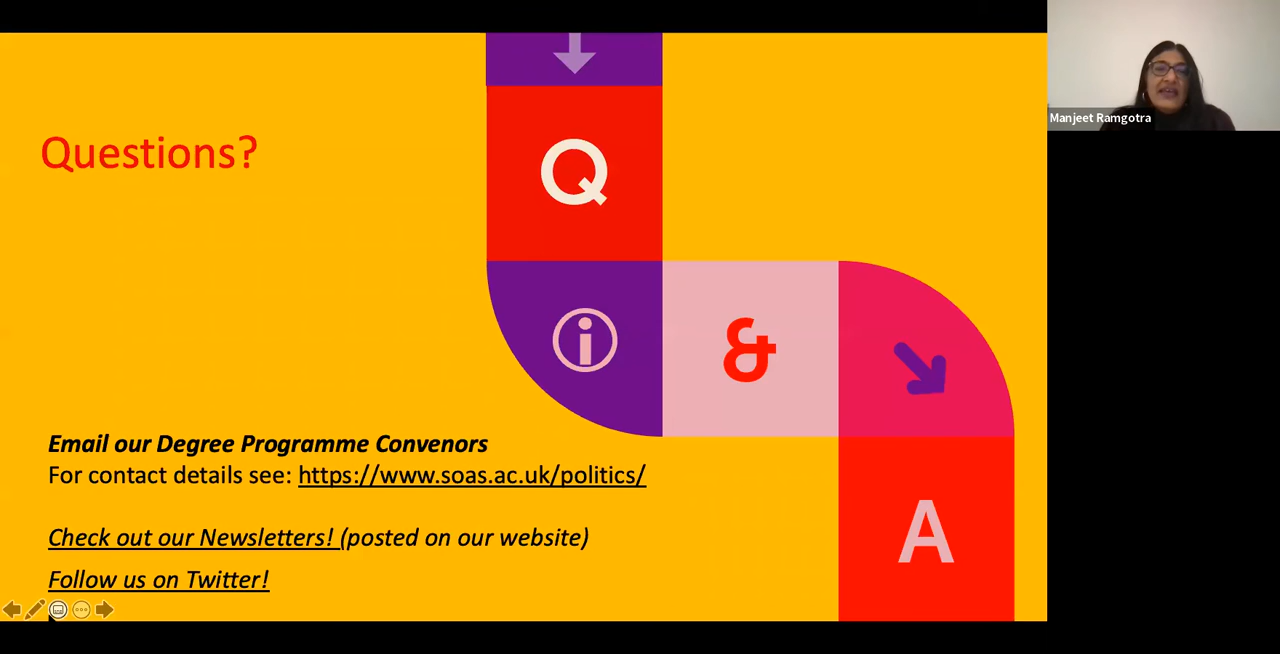 Manjeet Ramgotra
Questions?
Q
i
&
A
Email our Degree Programme Convenors
For contact details see: https://www.soas.ac.uk/politics/
Check out our Newsletters! (posted on our website)
Follow us on Twitter!